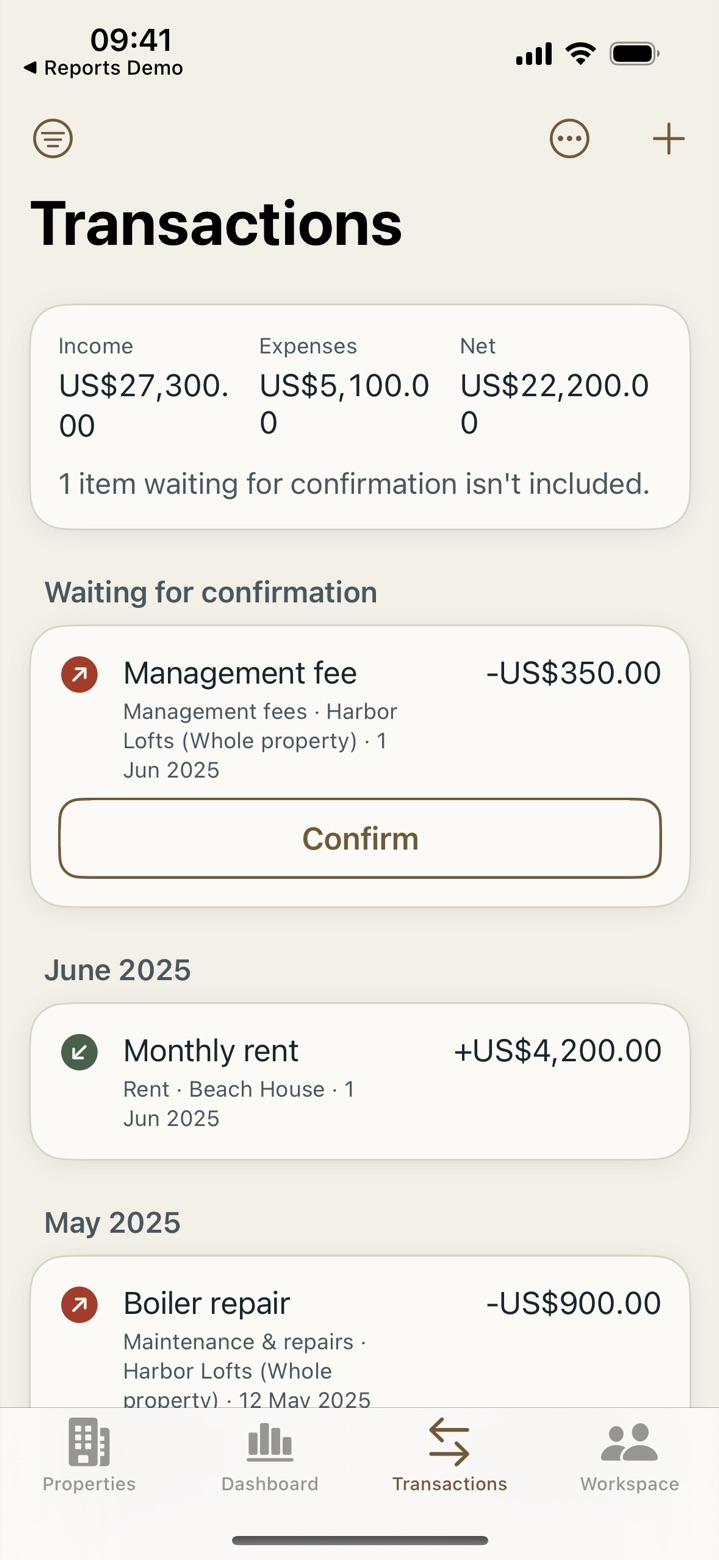 09:41
◀ Reports Demo
Transactions
Income
Expenses
Net
US$27,300.
00
US$5,100.0
0
US$22,200.0
0
1 item waiting for confirmation isn't included.
Waiting for confirmation
Management fee
-US$350.00
Management fees · Harbor
Lofts (Whole property) · 1
Jun 2025
Confirm
June 2025
Monthly rent
+US$4,200.00
Rent · Beach House · 1
Jun 2025
May 2025
Boiler repair
-US$900.00
Maintenance & repairs ·
Harbor Lofts (Whole
property) · 12 May 2025
Properties
Dashboard
Transactions
Workspace